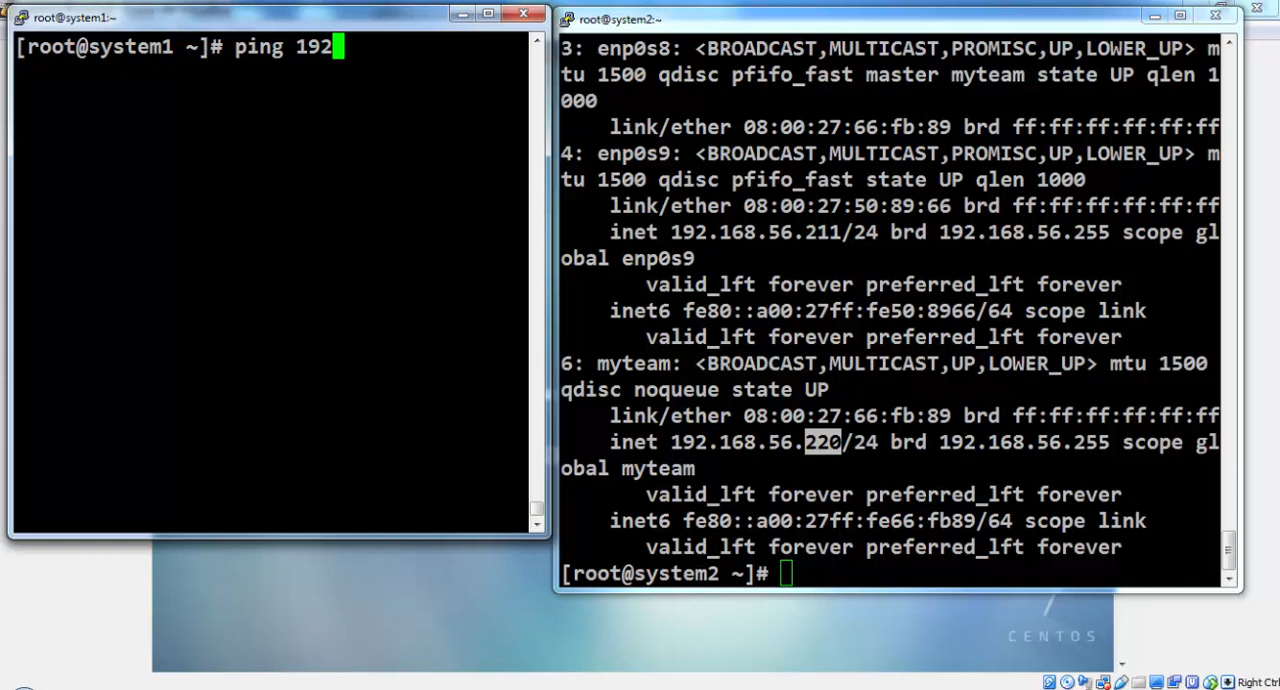 root@system1:~
[root@system1 ~]# ping 192
root@system2:~
3: enp0s8: <BROADCAST,MULTICAST,PROMISC,UP,LOWER_UP> m
tu 1500 qdisc pfifo_fast master myteam state UP qlen 1
000
    link/ether 08:00:27:66:fb:89 brd ff:ff:ff:ff:ff:ff
4: enp0s9: <BROADCAST,MULTICAST,PROMISC,UP,LOWER_UP> m
tu 1500 qdisc pfifo_fast state UP qlen 1000
    link/ether 08:00:27:50:89:66 brd ff:ff:ff:ff:ff:ff
    inet 192.168.56.211/24 brd 192.168.56.255 scope gl
obal enp0s9
       valid_lft forever preferred_lft forever
    inet6 fe80::a00:27ff:fe50:8966/64 scope link
       valid_lft forever preferred_lft forever
6: myteam: <BROADCAST,MULTICAST,UP,LOWER_UP> mtu 1500
qdisc noqueue state UP
    link/ether 08:00:27:66:fb:89 brd ff:ff:ff:ff:ff:ff
    inet 192.168.56.220/24 brd 192.168.56.255 scope gl
obal myteam
       valid_lft forever preferred_lft forever
    inet6 fe80::a00:27ff:fe66:fb89/64 scope link
       valid_lft forever preferred_lft forever
[root@system2 ~]#
CENTOS
Right Ctrl